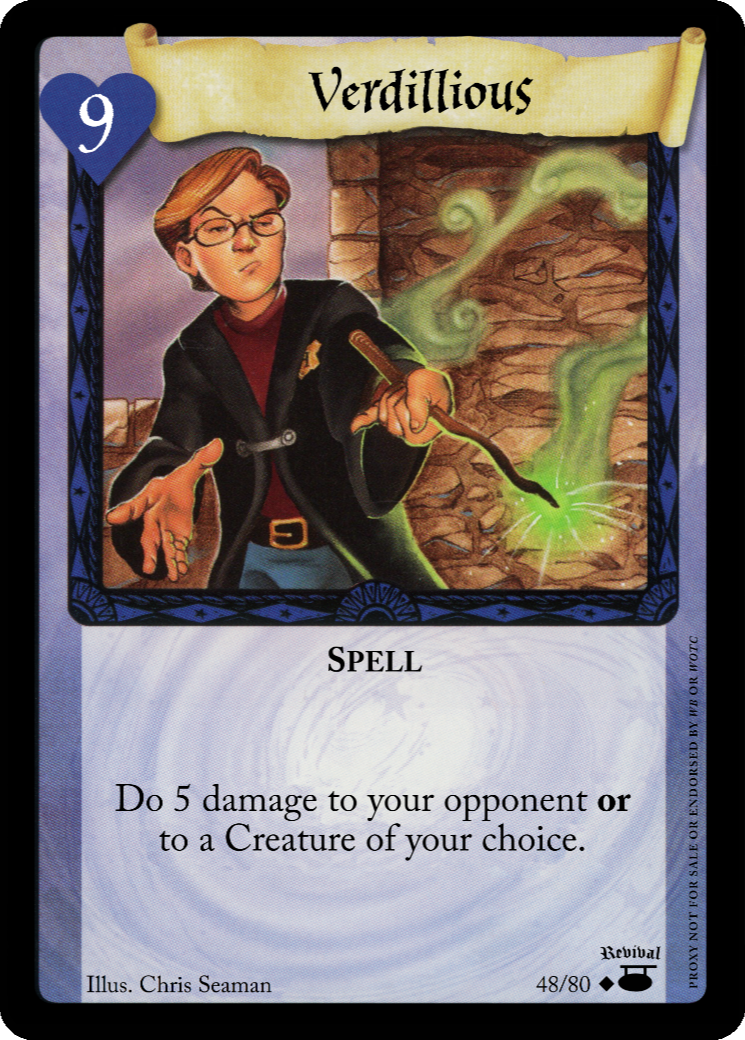 Verdillious
9
SPELL
Do 5 damage to your opponent or
to a Creature of your choice.
Revival
Illus. Chris Seaman
48/80
PROXY NOT FOR SALE OR ENDORSED BY WB OR WOTC